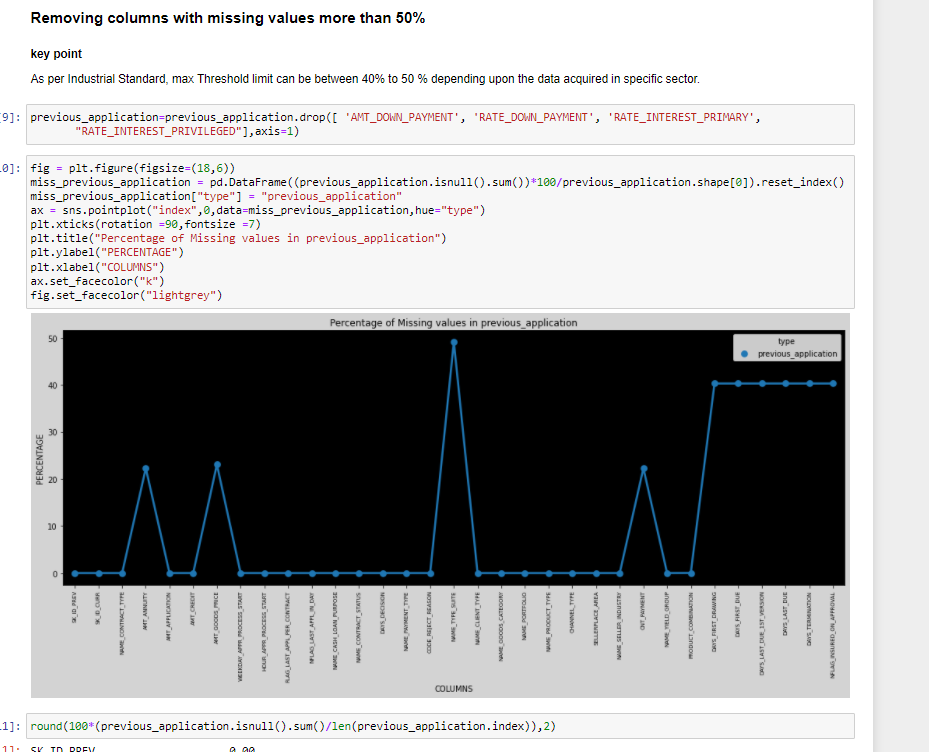 Removing columns with missing values more than 50%
key point
As per Industrial Standard, max Threshold limit can be between 40% to 50 % depending upon the data acquired in specific sector.
9]:
previous_application=previous_application.drop([ 'AMT_DOWN_PAYMENT', 'RATE_DOWN_PAYMENT', 'RATE_INTEREST_PRIMARY',
"RATE_INTEREST_PRIVILEGED"],axis=1)
0]:
fig = plt.figure(figsize=(18,6))
miss_previous_application = pd.DataFrame((previous_application.isnull().sum())*100/previous_application.shape[0]).reset_index()
miss_previous_application["type"] = "previous_application"
ax = sns.pointplot("index",0,data=miss_previous_application,hue="type")
plt.xticks(rotation =90,fontsize =7)
plt.title("Percentage of Missing values in previous_application")
plt.ylabel("PERCENTAGE")
plt.xlabel("COLUMNS")
ax.set_facecolor("k")
fig.set_facecolor("lightgrey")
Percentage of Missing values in previous_application
type
previous_application
50
40
30
20
10
0
PERCENTAGE
SK_ID_PREV
SK_ID_CURR
NAME_CONTRACT_TYPE
AMT_ANNUITY
AMT_APPLICATION
AMT_CREDIT
AMT_GOODS_PRICE
WEEKDAY_APPR_PROCESS_START
HOUR_APPR_PROCESS_START
FLAG_LAST_APPL_PER_CONTRACT
NFLAG_LAST_APPL_IN_DAY
NAME_CASH_LOAN_PURPOSE
NAME_CONTRACT_STATUS
DAYS_DECISION
NAME_PAYMENT_TYPE
CODE_REJECT_REASON
NAME_TYPE_SUITE
NAME_CLIENT_TYPE
NAME_GOODS_CATEGORY
NAME_PORTFOLIO
NAME_PRODUCT_TYPE
CHANNEL_TYPE
SELLERPLACE_AREA
NAME_SELLER_INDUSTRY
CNT_PAYMENT
NAME_YIELD_GROUP
PRODUCT_COMBINATION
DAYS_FIRST_DRAWING
DAYS_FIRST_DUE
DAYS_LAST_DUE_1ST_VERSION
DAYS_LAST_DUE
DAYS_TERMINATION
NFLAG_INSURED_ON_APPROVAL
COLUMNS
1]:
round(100*(previous_application.isnull().sum()/len(previous_application.index)),2)
1]:
SK_ID_PREV 0.00